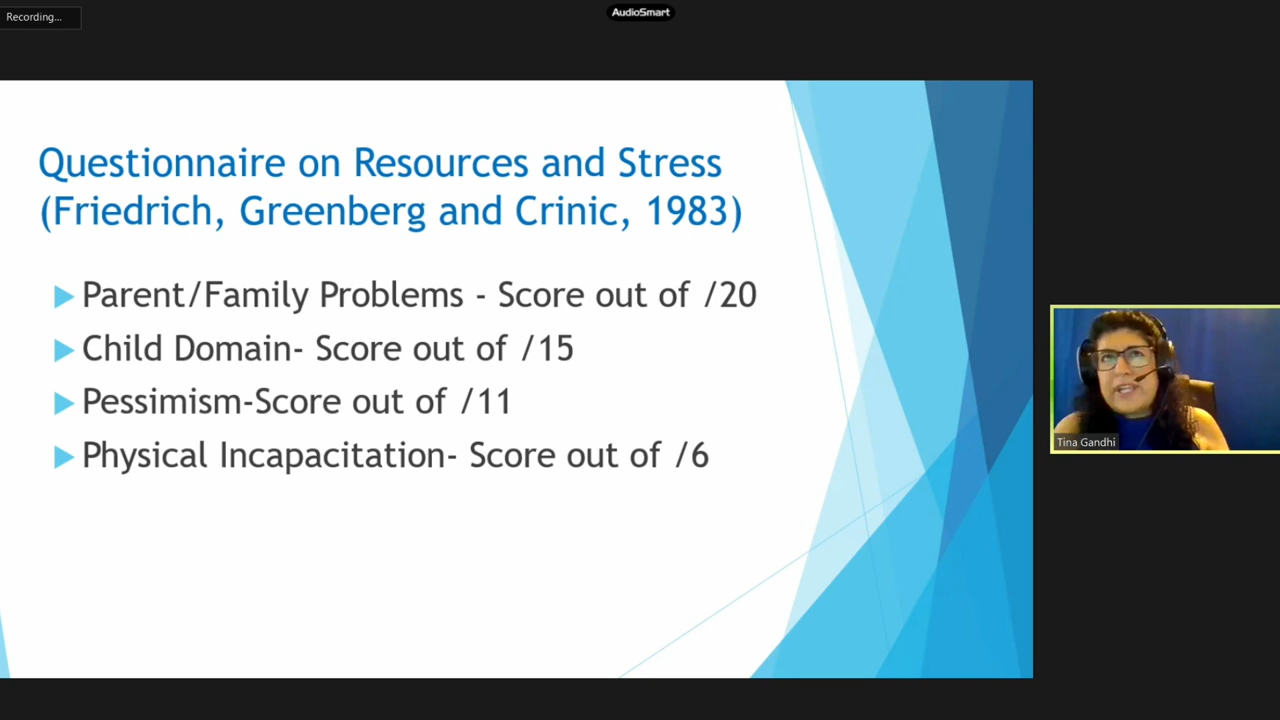 Recording...
AudioSmart
Questionnaire on Resources and Stress
(Friedrich, Greenberg and Crinic, 1983)
Parent/Family Problems - Score out of /20
Child Domain- Score out of /15
Pessimism-Score out of /11
Physical Incapacitation- Score out of /6
Tina Gandhi